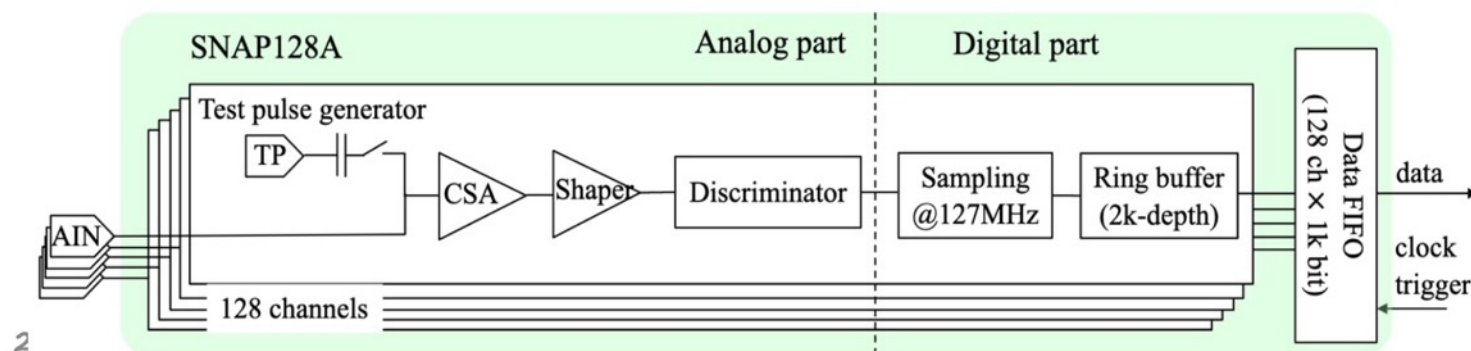 SNAP128A
Analog part
Digital part
Test pulse generator
TP
CSA
Shaper
Discriminator
Sampling
@127MHz
Ring buffer
(2k-depth)
Data FIFO
(128 ch × 1k bit)
data
clock
trigger
AIN
128 channels
2